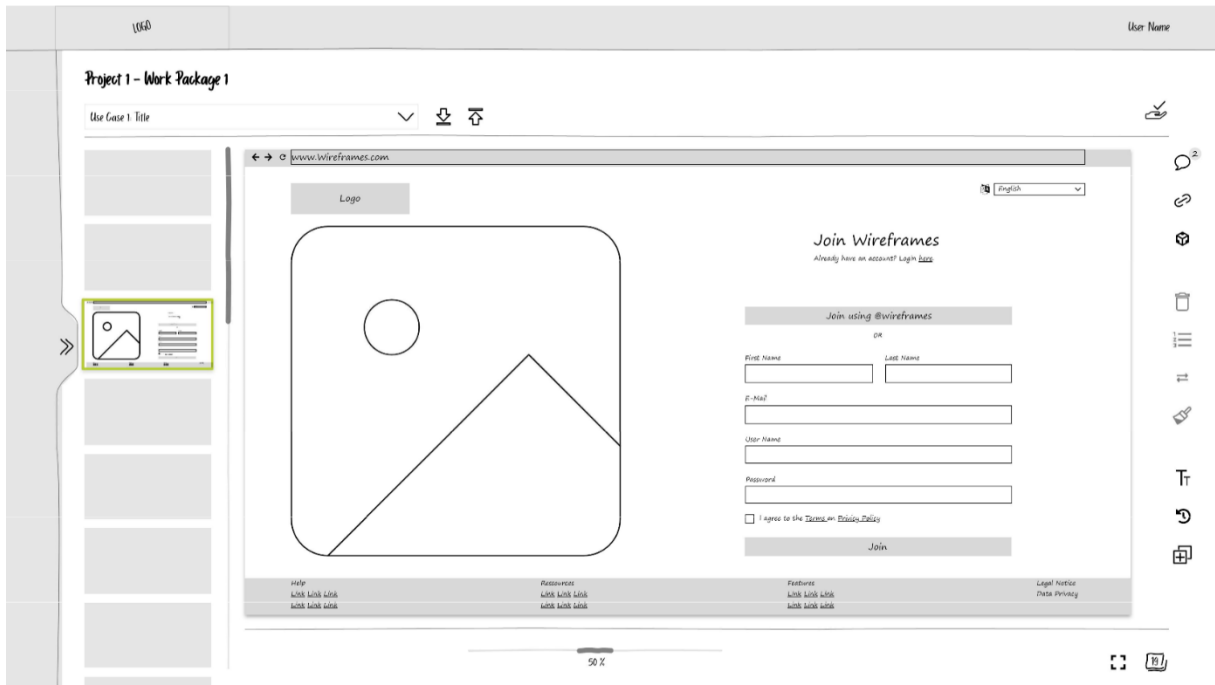 LOGO
User Name
Project 1 - Work Package 1
Use Case 1: Title
www.Wireframes.com
2
Logo
English
Join Wireframes
Already have an account? Login here
Join using @wireframes
OR
First Name Last Name
E-Mail
User Name
Password
I agree to the Terms an Privicy Policy
Join
Help Ressources Features Legal Notice
Link Link Link Link Link Link Link Link Link Data Privacy
Link Link Link Link Link Link Link Link Link
50 %
19